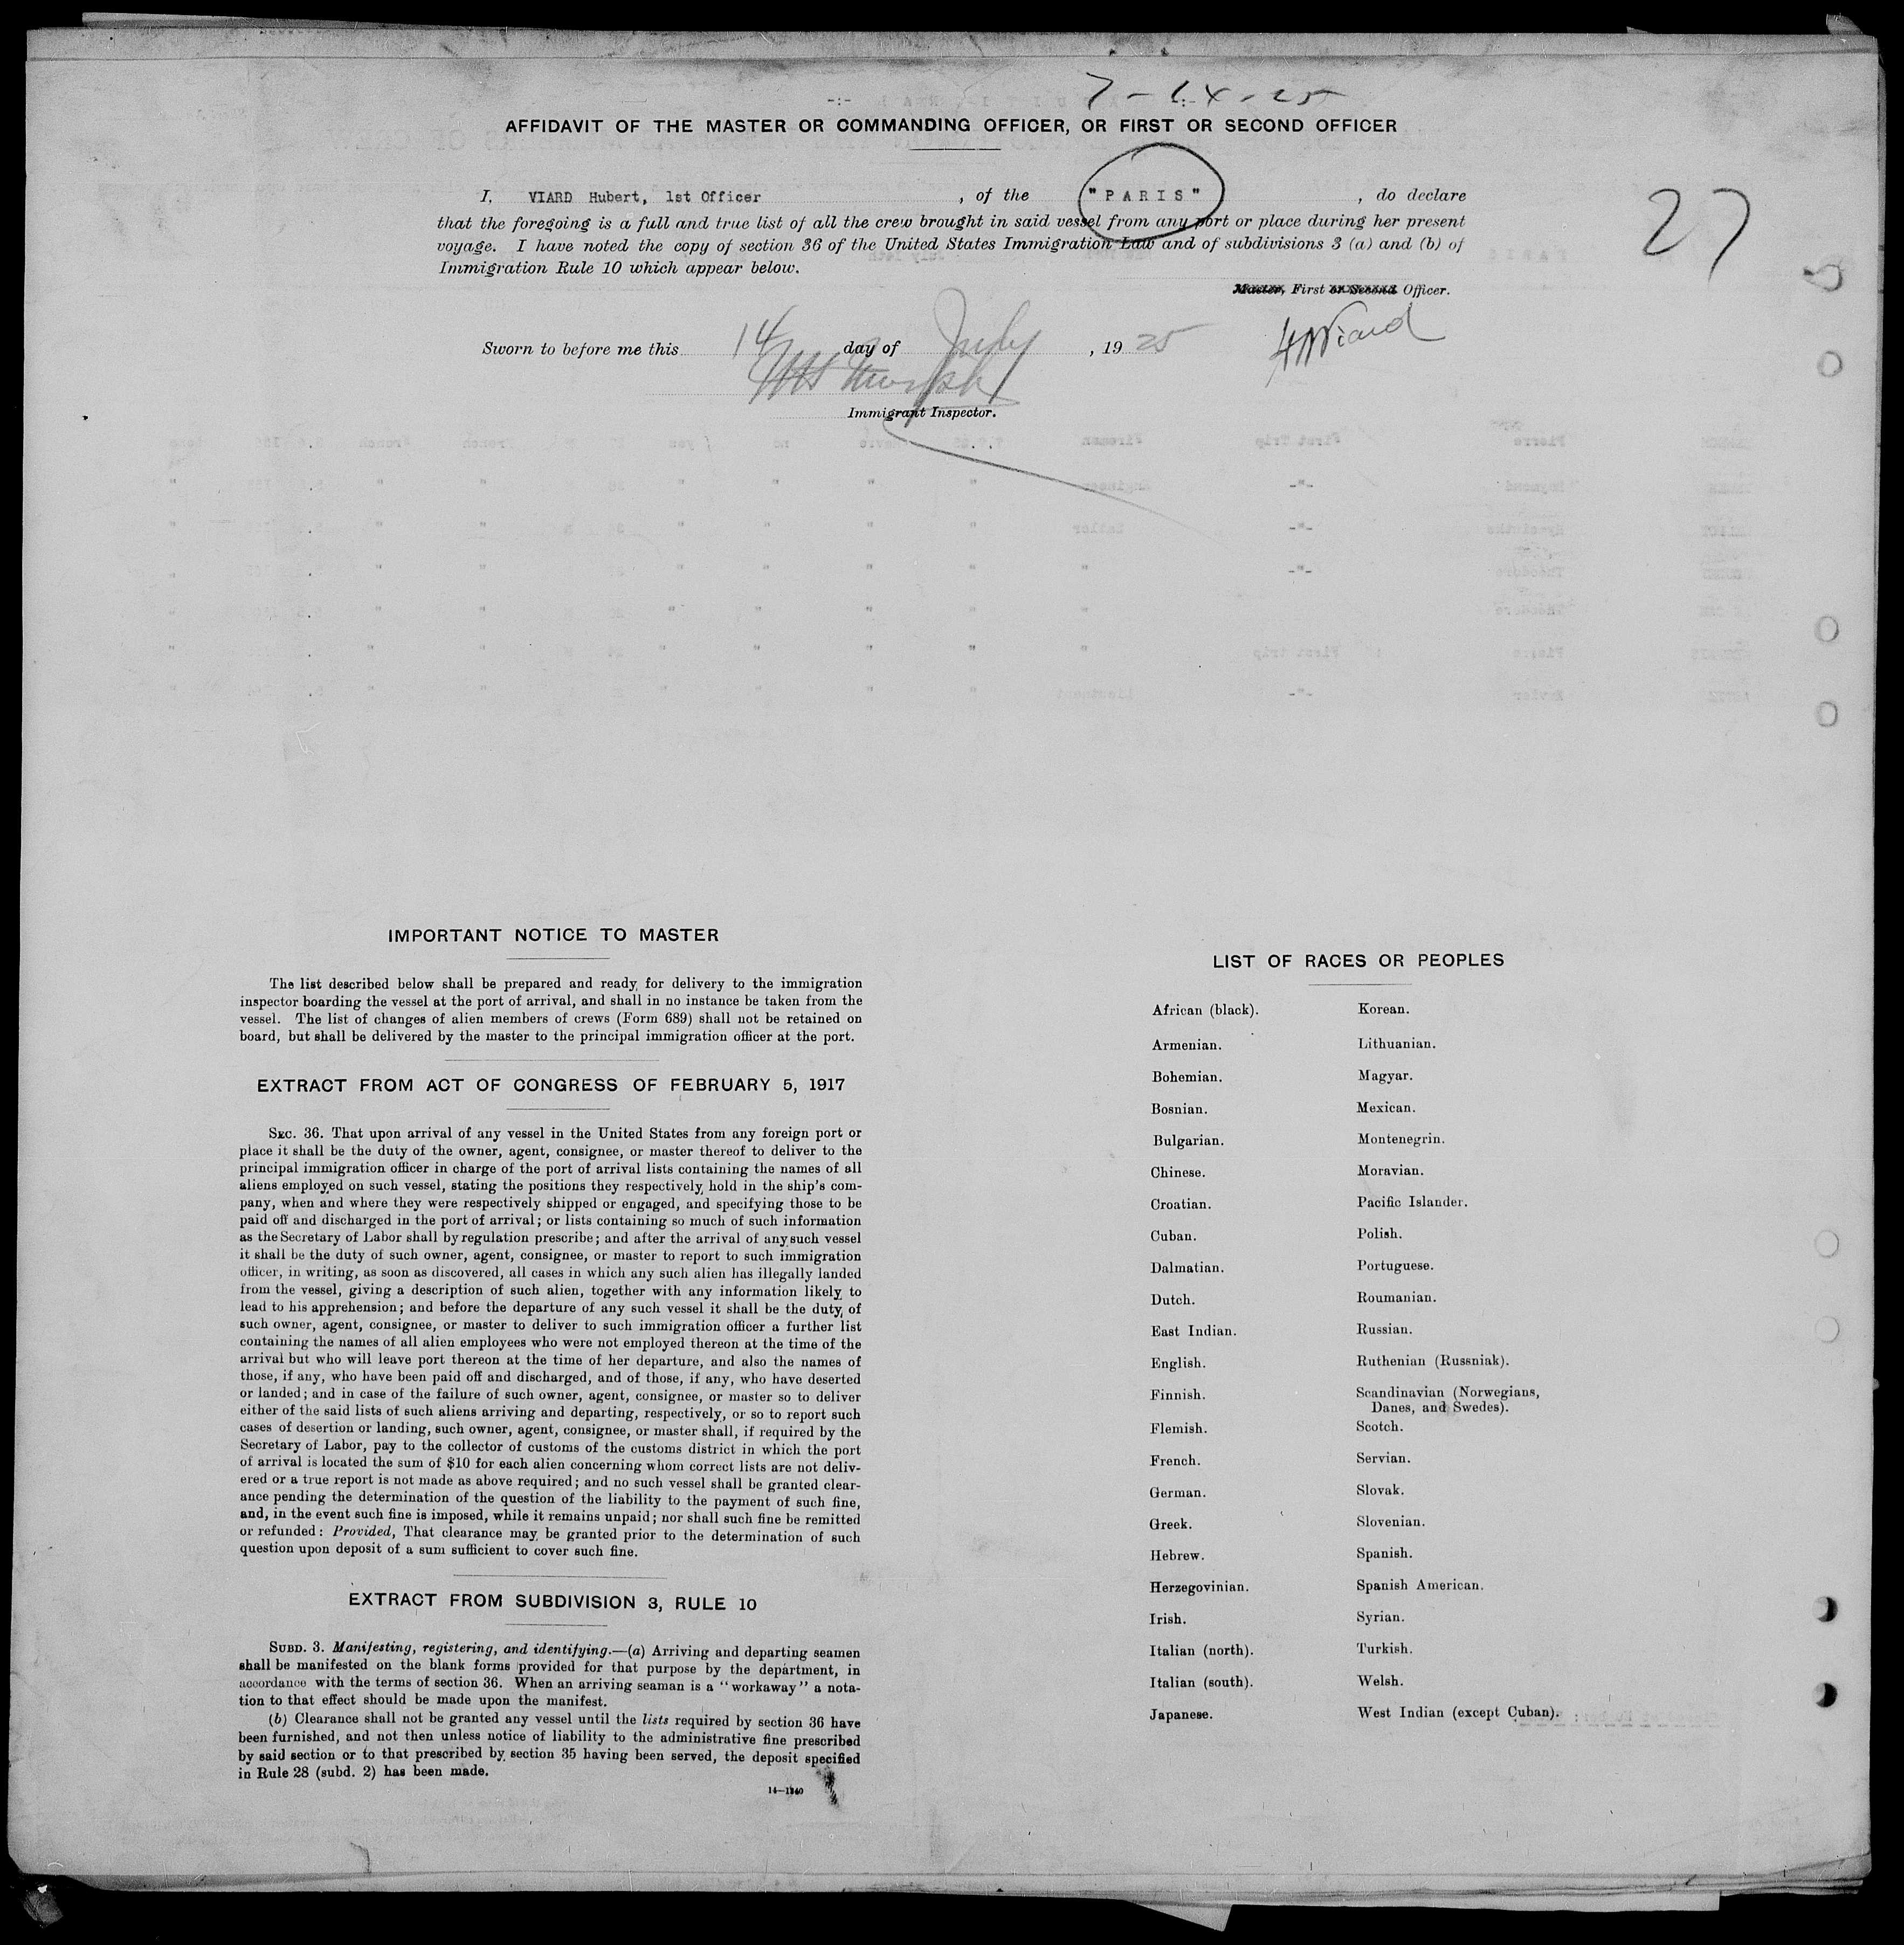 7-14-25
AFFIDAVIT OF THE MASTER OR COMMANDING OFFICER, OR FIRST OR SECOND OFFICER
I, VIARD Hubert, 1st Officer , of the "PARIS" , do declare
that the foregoing is a full and true list of all the crew brought in said vessel from any port or place during her present
voyage. I have noted the copy of section 36 of the United States Immigration Law and of subdivisions 3 (a) and (b) of
Immigration Rule 10 which appear below.
27
Master, First or Second Officer.
Sworn to before me this 14 day of July , 19 25
HViard
Immigrant Inspector.
IMPORTANT NOTICE TO MASTER
The list described below shall be prepared and ready for delivery to the immigration
inspector boarding the vessel at the port of arrival, and shall in no instance be taken from the
vessel. The list of changes of alien members of crews (Form 689) shall not be retained on
board, but shall be delivered by the master to the principal immigration officer at the port.
EXTRACT FROM ACT OF CONGRESS OF FEBRUARY 5, 1917
SEC. 36. That upon arrival of any vessel in the United States from any foreign port or
place it shall be the duty of the owner, agent, consignee, or master thereof to deliver to the
principal immigration officer in charge of the port of arrival lists containing the names of all
aliens employed on such vessel, stating the positions they respectively hold in the ship's com-
pany, when and where they were respectively shipped or engaged, and specifying those to be
paid off and discharged in the port of arrival; or lists containing so much of such information
as the Secretary of Labor shall by regulation prescribe; and after the arrival of any such vessel
it shall be the duty of such owner, agent, consignee, or master to report to such immigration
officer, in writing, as soon as discovered, all cases in which any such alien has illegally landed
from the vessel, giving a description of such alien, together with any information likely to
lead to his apprehension; and before the departure of any such vessel it shall be the duty of
such owner, agent, consignee, or master to deliver to such immigration officer a further list
containing the names of all alien employees who were not employed thereon at the time of the
arrival but who will leave port thereon at the time of her departure, and also the names of
those, if any, who have been paid off and discharged, and of those, if any, who have deserted
or landed; and in case of the failure of such owner, agent, consignee, or master so to deliver
either of the said lists of such aliens arriving and departing, respectively, or so to report such
cases of desertion or landing, such owner, agent, consignee, or master shall, if required by the
Secretary of Labor, pay to the collector of customs of the customs district in which the port
of arrival is located the sum of $10 for each alien concerning whom correct lists are not deliv-
ered or a true report is not made as above required; and no such vessel shall be granted clear-
ance pending the determination of the question of the liability to the payment of such fine,
and, in the event such fine is imposed, while it remains unpaid; nor shall such fine be remitted
or refunded: Provided, That clearance may be granted prior to the determination of such
question upon deposit of a sum sufficient to cover such fine.
EXTRACT FROM SUBDIVISION 3, RULE 10
SUBD. 3. Manifesting, registering, and identifying.—(a) Arriving and departing seamen
shall be manifested on the blank forms provided for that purpose by the department, in
accordance with the terms of section 36. When an arriving seaman is a "workaway" a nota-
tion to that effect should be made upon the manifest.
(b) Clearance shall not be granted any vessel until the lists required by section 36 have
been furnished, and not then unless notice of liability to the administrative fine prescribed
by said section or to that prescribed by section 35 having been served, the deposit specified
in Rule 28 (subd. 2) has been made.
14—1240
LIST OF RACES OR PEOPLES
African (black). Korean.
Armenian. Lithuanian.
Bohemian. Magyar.
Bosnian. Mexican.
Bulgarian. Montenegrin.
Chinese. Moravian.
Croatian. Pacific Islander.
Cuban. Polish.
Dalmatian. Portuguese.
Dutch. Roumanian.
East Indian. Russian.
English. Ruthenian (Russniak).
Finnish. Scandinavian (Norwegians,
Danes, and Swedes).
Flemish. Scotch.
French. Servian.
German. Slovak.
Greek. Slovenian.
Hebrew. Spanish.
Herzegovinian. Spanish American.
Irish. Syrian.
Italian (north). Turkish.
Italian (south). Welsh.
Japanese. West Indian (except Cuban).